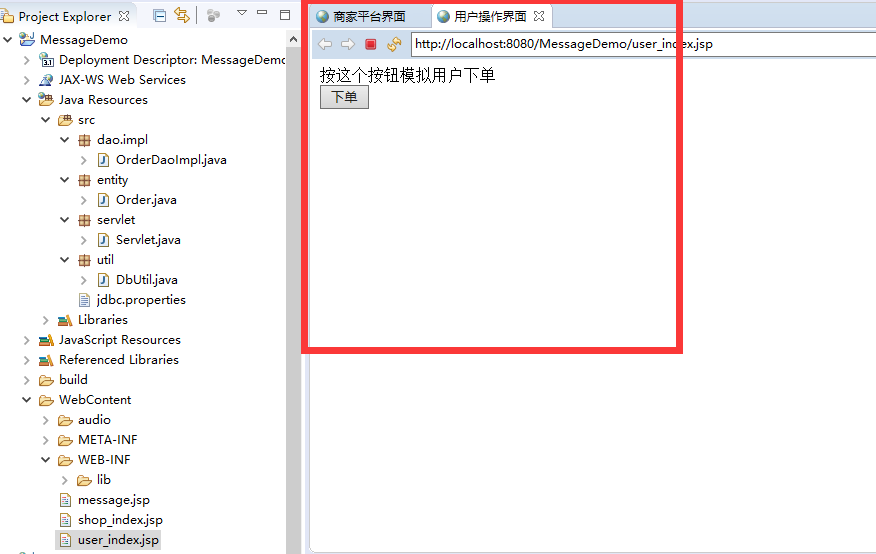 Project Explorer
MessageDemo
Deployment Descriptor: MessageDemo
JAX-WS Web Services
Java Resources
src
dao.impl
OrderDaoImpl.java
entity
Order.java
servlet
Servlet.java
util
DbUtil.java
jdbc.properties
Libraries
JavaScript Resources
Referenced Libraries
build
WebContent
audio
META-INF
WEB-INF
lib
message.jsp
shop_index.jsp
user_index.jsp
商家平台界面
用户操作界面
http://localhost:8080/MessageDemo/user_index.jsp
按这个按钮模拟用户下单
下单